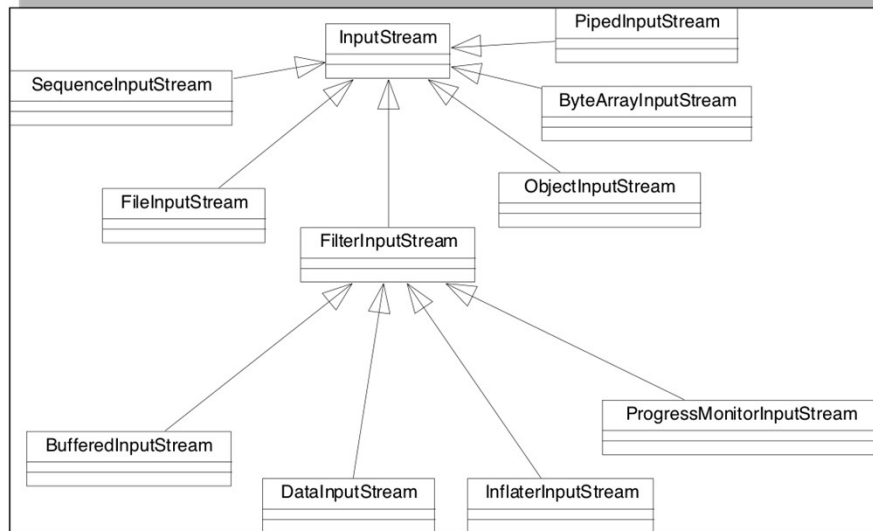 PipedInputStream
InputStream
SequenceInputStream
ByteArrayInputStream
FileInputStream
ObjectInputStream
FilterInputStream
ProgressMonitorInputStream
BufferedInputStream
DataInputStream
InflaterInputStream